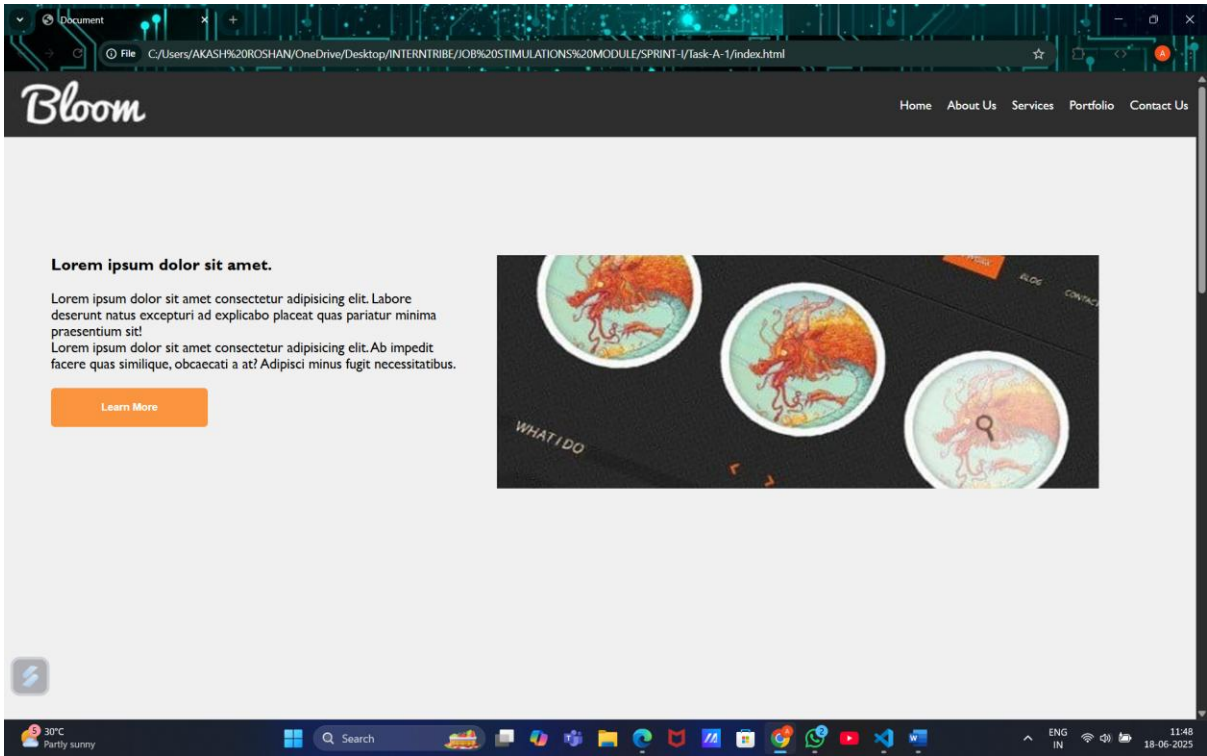 Document
File C:/Users/AKASH%20ROSHAN/OneDrive/Desktop/INTERNTRIBE/JOB%20STIMULATIONS%20MODULE/SPRINT-I/Task-A-1/index.html
A
Bloom
Home About Us Services Portfolio Contact Us
Lorem ipsum dolor sit amet.
Lorem ipsum dolor sit amet consectetur adipisicing elit. Labore
deserunt natus excepturi ad explicabo placeat quas pariatur minima
praesentium sit!
Lorem ipsum dolor sit amet consectetur adipisicing elit. Ab impedit
facere quas similique, obcaecati a at? Adipisci minus fugit necessitatibus.
Learn More
BLOG
CONTACT
WHAT I DO
5
30°C
Partly sunny
Search
2
ENG
IN
11:48
18-06-2025